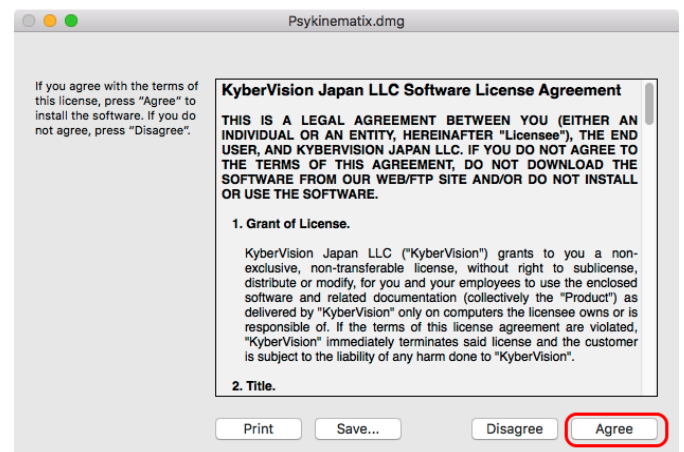 Psykinematix.dmg
If you agree with the terms of
this license, press “Agree” to
install the software. If you do
not agree, press “Disagree”.
KyberVision Japan LLC Software License Agreement
THIS IS A LEGAL AGREEMENT BETWEEN YOU (EITHER AN
INDIVIDUAL OR AN ENTITY, HEREINAFTER "Licensee"), THE END
USER, AND KYBERVISION JAPAN LLC. IF YOU DO NOT AGREE TO
THE TERMS OF THIS AGREEMENT, DO NOT DOWNLOAD THE
SOFTWARE FROM OUR WEB/FTP SITE AND/OR DO NOT INSTALL
OR USE THE SOFTWARE.
1. Grant of License.
KyberVision Japan LLC ("KyberVision") grants to you a non-
exclusive, non-transferable license, without right to sublicense,
distribute or modify, for you and your employees to use the enclosed
software and related documentation (collectively the "Product") as
delivered by "KyberVision" only on computers the licensee owns or is
responsible of. If the terms of this license agreement are violated,
"KyberVision" immediately terminates said license and the customer
is subject to the liability of any harm done to "KyberVision".
2. Title.
Print Save... Disagree Agree